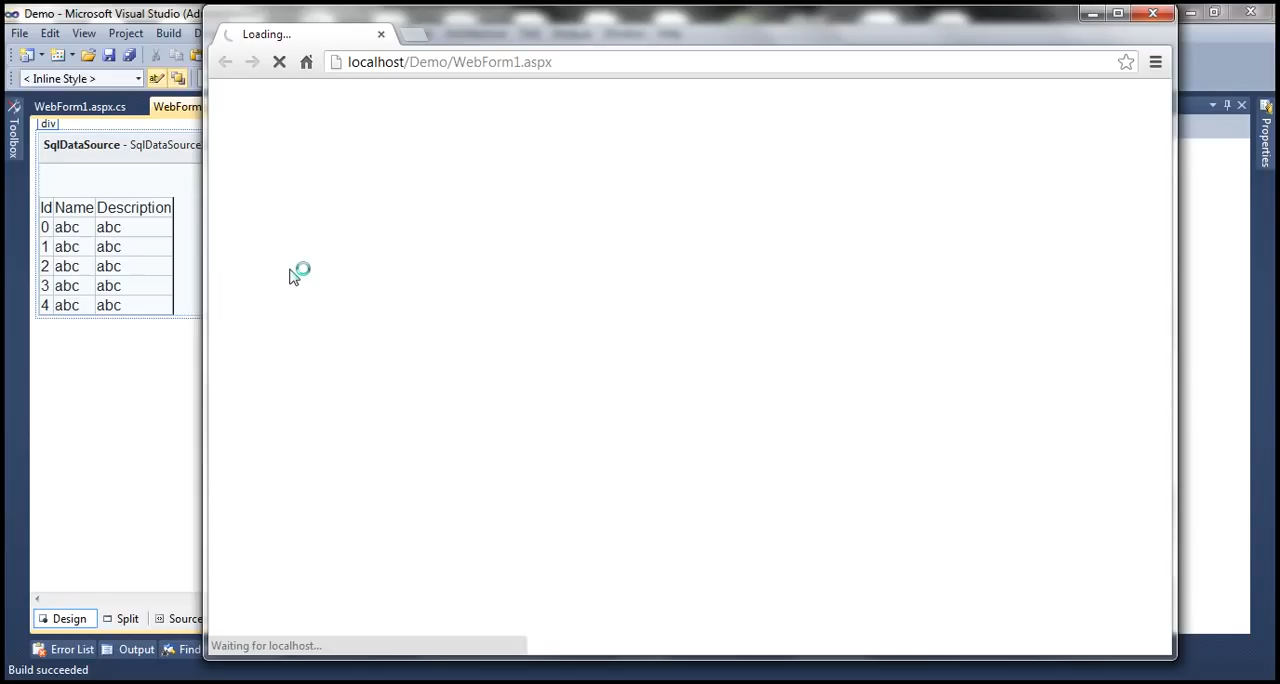 Demo - Microsoft Visual Studio (Ad
Loading...
File Edit View Project Build D
localhost/Demo/WebForm1.aspx
< Inline Style >
WebForm1.aspx.cs WebForm
Toolbox
Properties
div
SqlDataSource - SqlDataSource
Id Name Description
0 abc abc
1 abc abc
2 abc abc
3 abc abc
4 abc abc
Design Split Source
Waiting for localhost...
Error List Output Find
Build succeeded